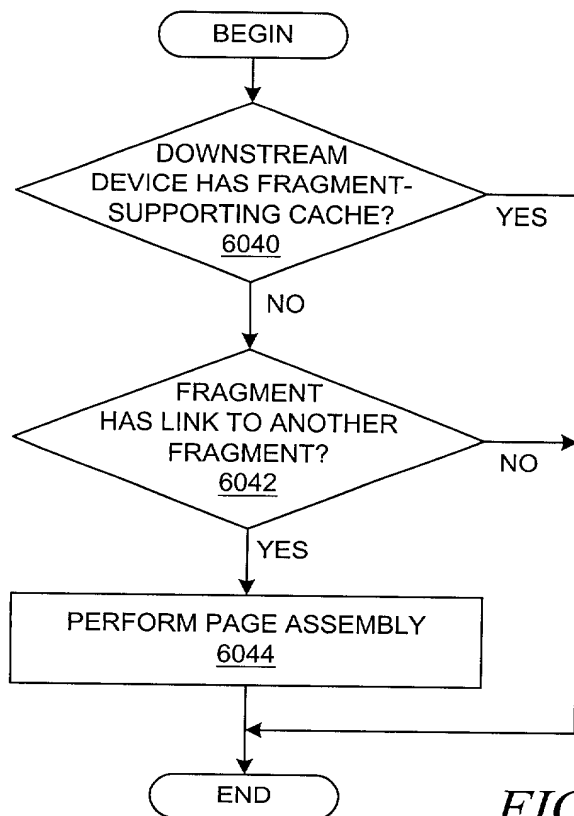 BEGIN
DOWNSTREAM
DEVICE HAS FRAGMENT-
SUPPORTING CACHE?
6040
YES
NO
FRAGMENT
HAS LINK TO ANOTHER
FRAGMENT?
6042
NO
YES
PERFORM PAGE ASSEMBLY
6044
END